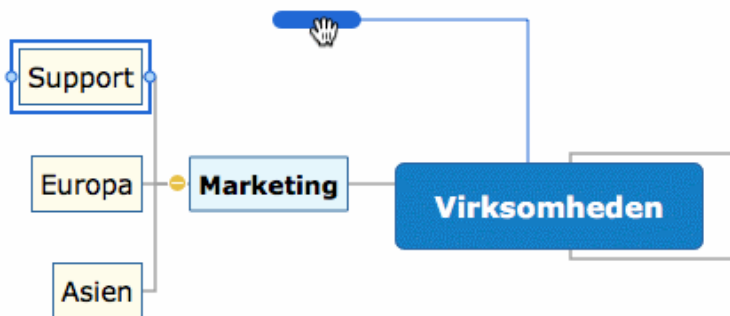 Support
Europa
Marketing
Virksomheden
Asien